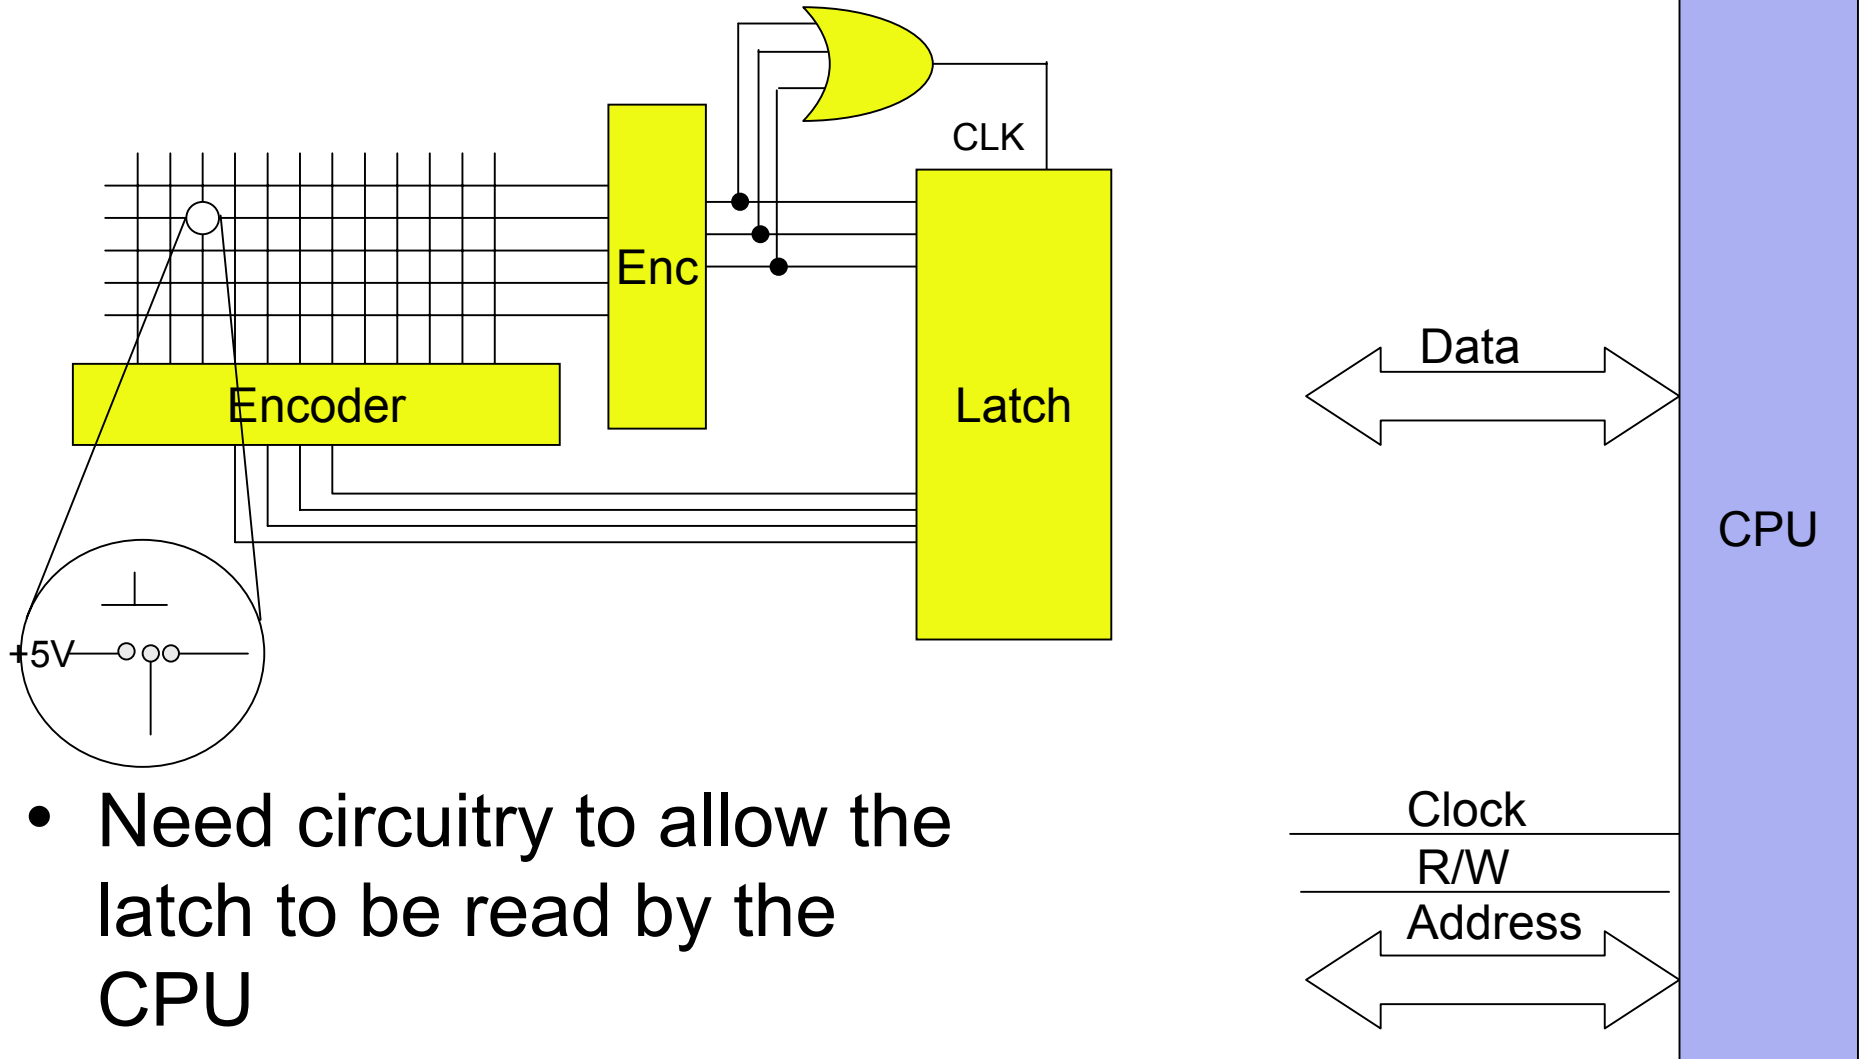 CLK
Enc
Data
Encoder
Latch
CPU
+5V
• Need circuitry to allow the
latch to be read by the
CPU
Clock
R/W
Address